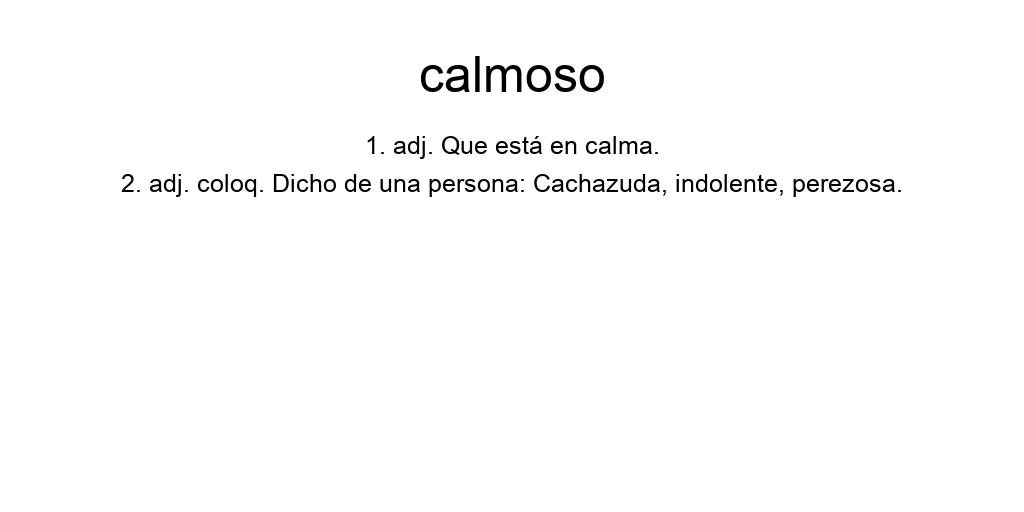 calmoso
1. adj. Que está en calma.
2. adj. coloq. Dicho de una persona: Cachazuda, indolente, perezosa.